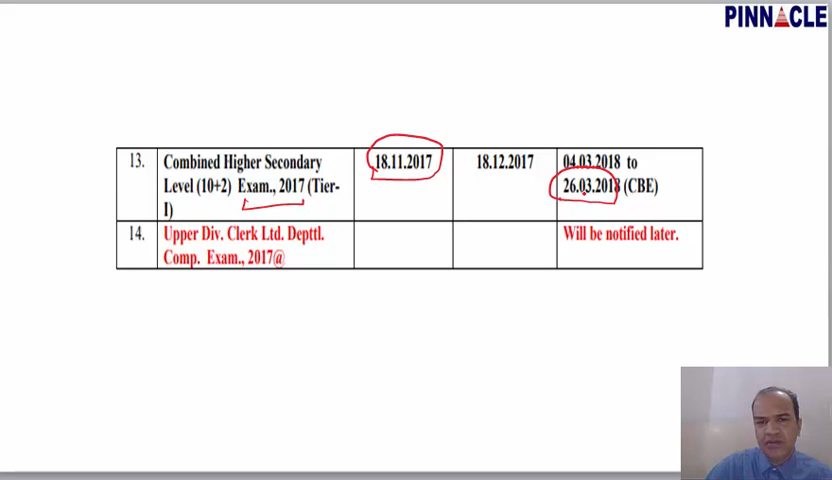 PINNACLE
13. Combined Higher Secondary 18.11.2017 18.12.2017 04.03.2018 to
Level (10+2) Exam., 2017 (Tier- 26.03.2018 (CBE)
I)
14. Upper Div. Clerk Ltd. Depttl. Will be notified later.
Comp. Exam., 2017@